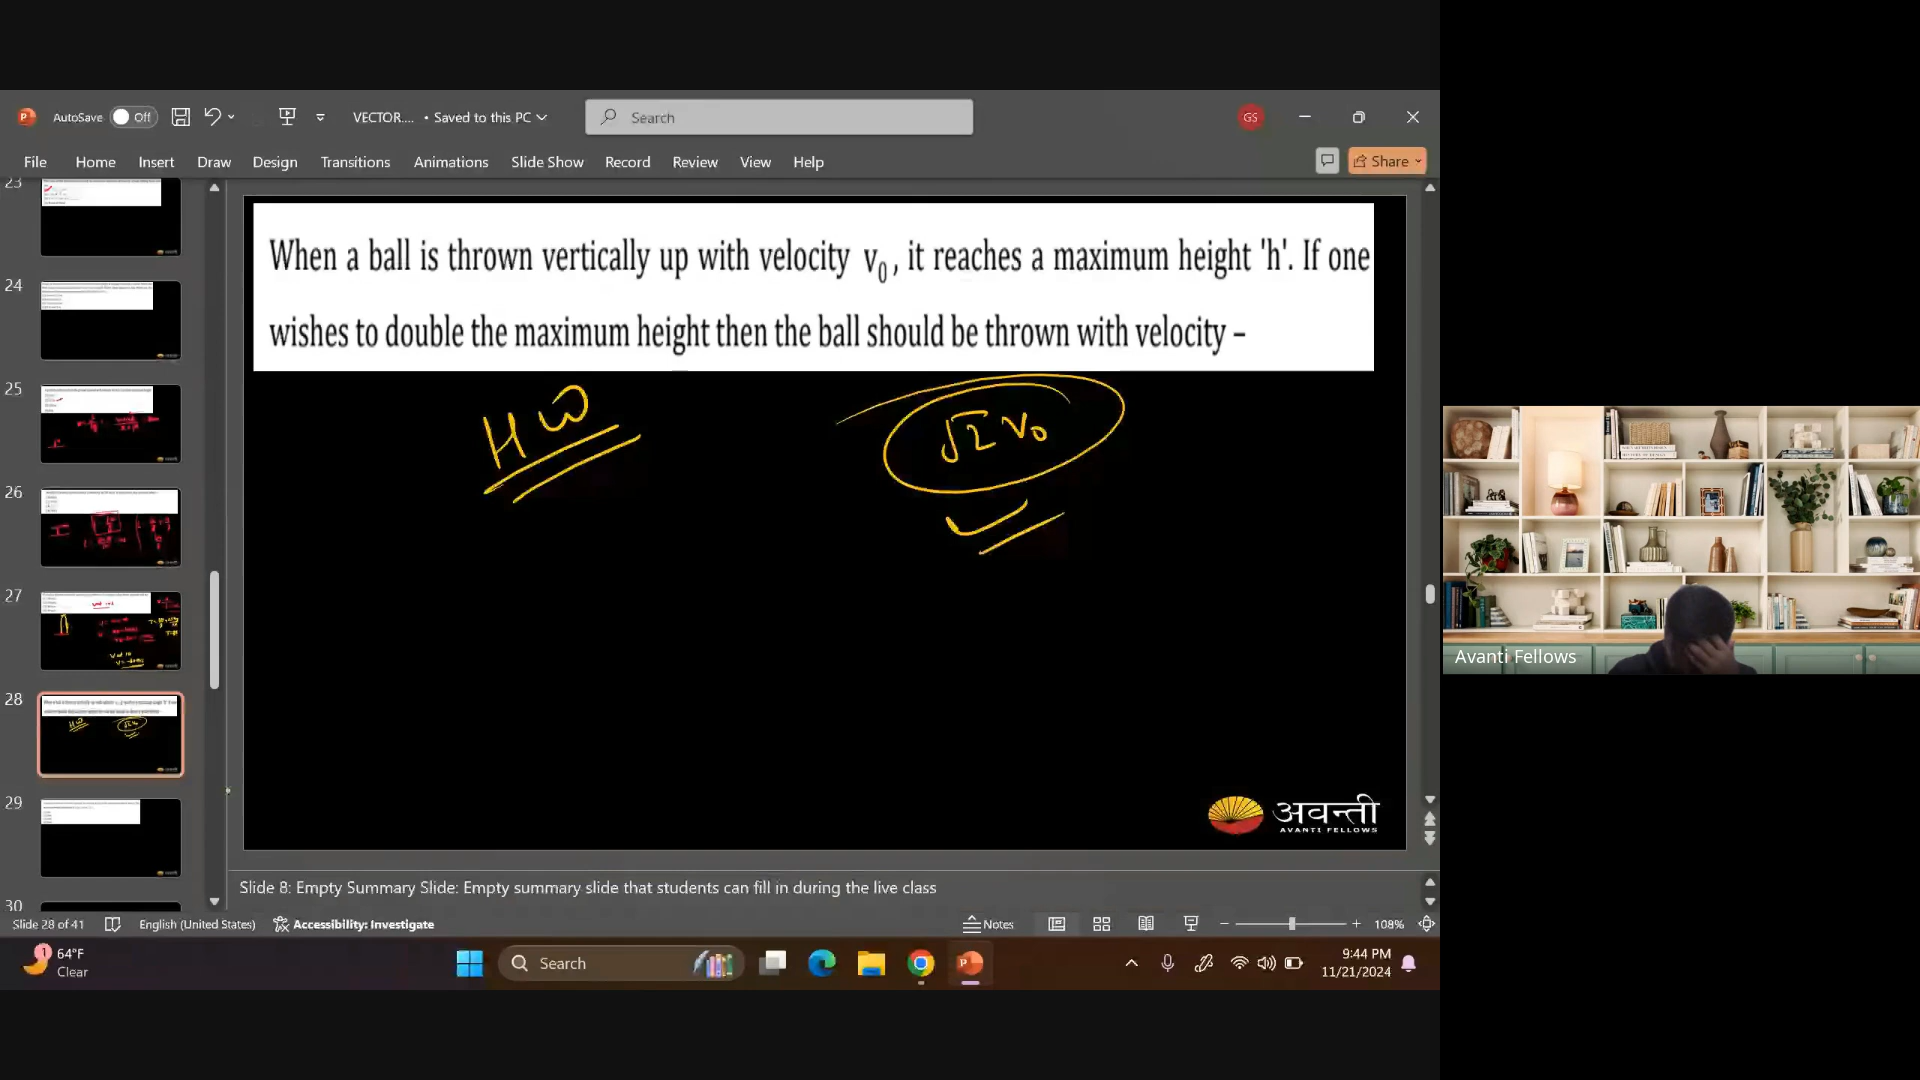 AutoSave Off VECTOR.... • Saved to this PC Search GS
File Home Insert Draw Design Transitions Animations Slide Show Record Review View Help Share
23
24
25
26
27
28
29
30
When a ball is thrown vertically up with velocity v₀, it reaches a maximum height 'h'. If one
wishes to double the maximum height then the ball should be thrown with velocity –
HW
√2 v₀
अवन्ती
AVANTI FELLOWS
Avanti Fellows
Slide 8: Empty Summary Slide: Empty summary slide that students can fill in during the live class
Slide 28 of 41 English (United States) Accessibility: Investigate Notes 108%
1
64°F
Clear
Search
9:44 PM
11/21/2024